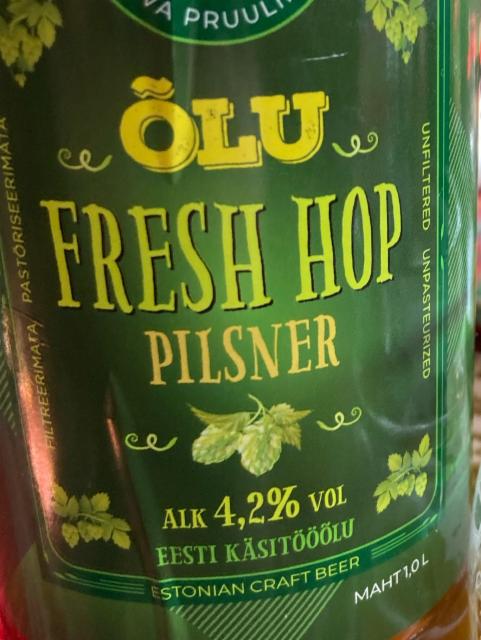 VA PRUULI
ÕLU
FRESH HOP
PILSNER
ALK 4,2% VOL
EESTI KÄSITÖÖÕLU
ESTONIAN CRAFT BEER
MAHT 1,0 L
FILTREERIMATA / PASTÖRISEERIMATA
UNFILTERED UNPASTEURIZED